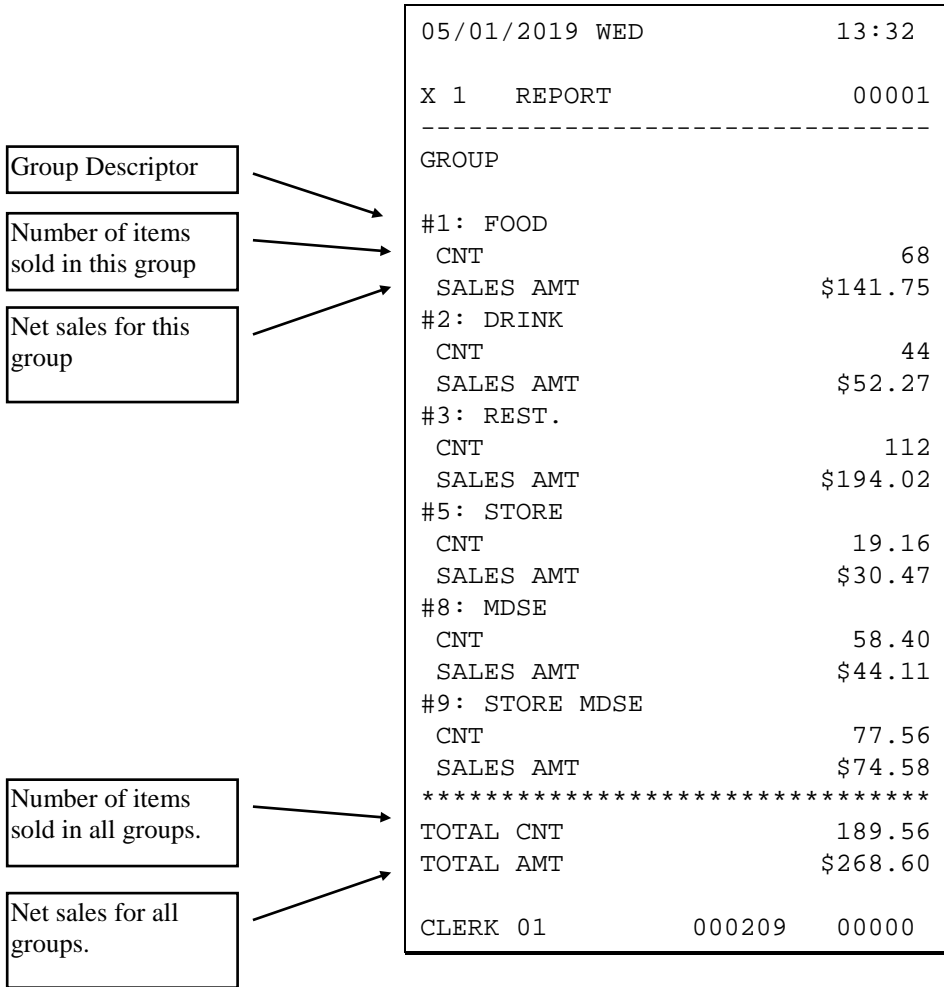 05/01/2019 WED 13:32
X 1 REPORT 00001
--------------------------------
GROUP
#1: FOOD
CNT 68
SALES AMT $141.75
#2: DRINK
CNT 44
SALES AMT $52.27
#3: REST.
CNT 112
SALES AMT $194.02
#5: STORE
CNT 19.16
SALES AMT $30.47
#8: MDSE
CNT 58.40
SALES AMT $44.11
#9: STORE MDSE
CNT 77.56
SALES AMT $74.58
********************************
TOTAL CNT 189.56
TOTAL AMT $268.60
CLERK 01 000209 00000
Group Descriptor
Number of items
sold in this group
Net sales for this
group
Number of items
sold in all groups.
Net sales for all
groups.